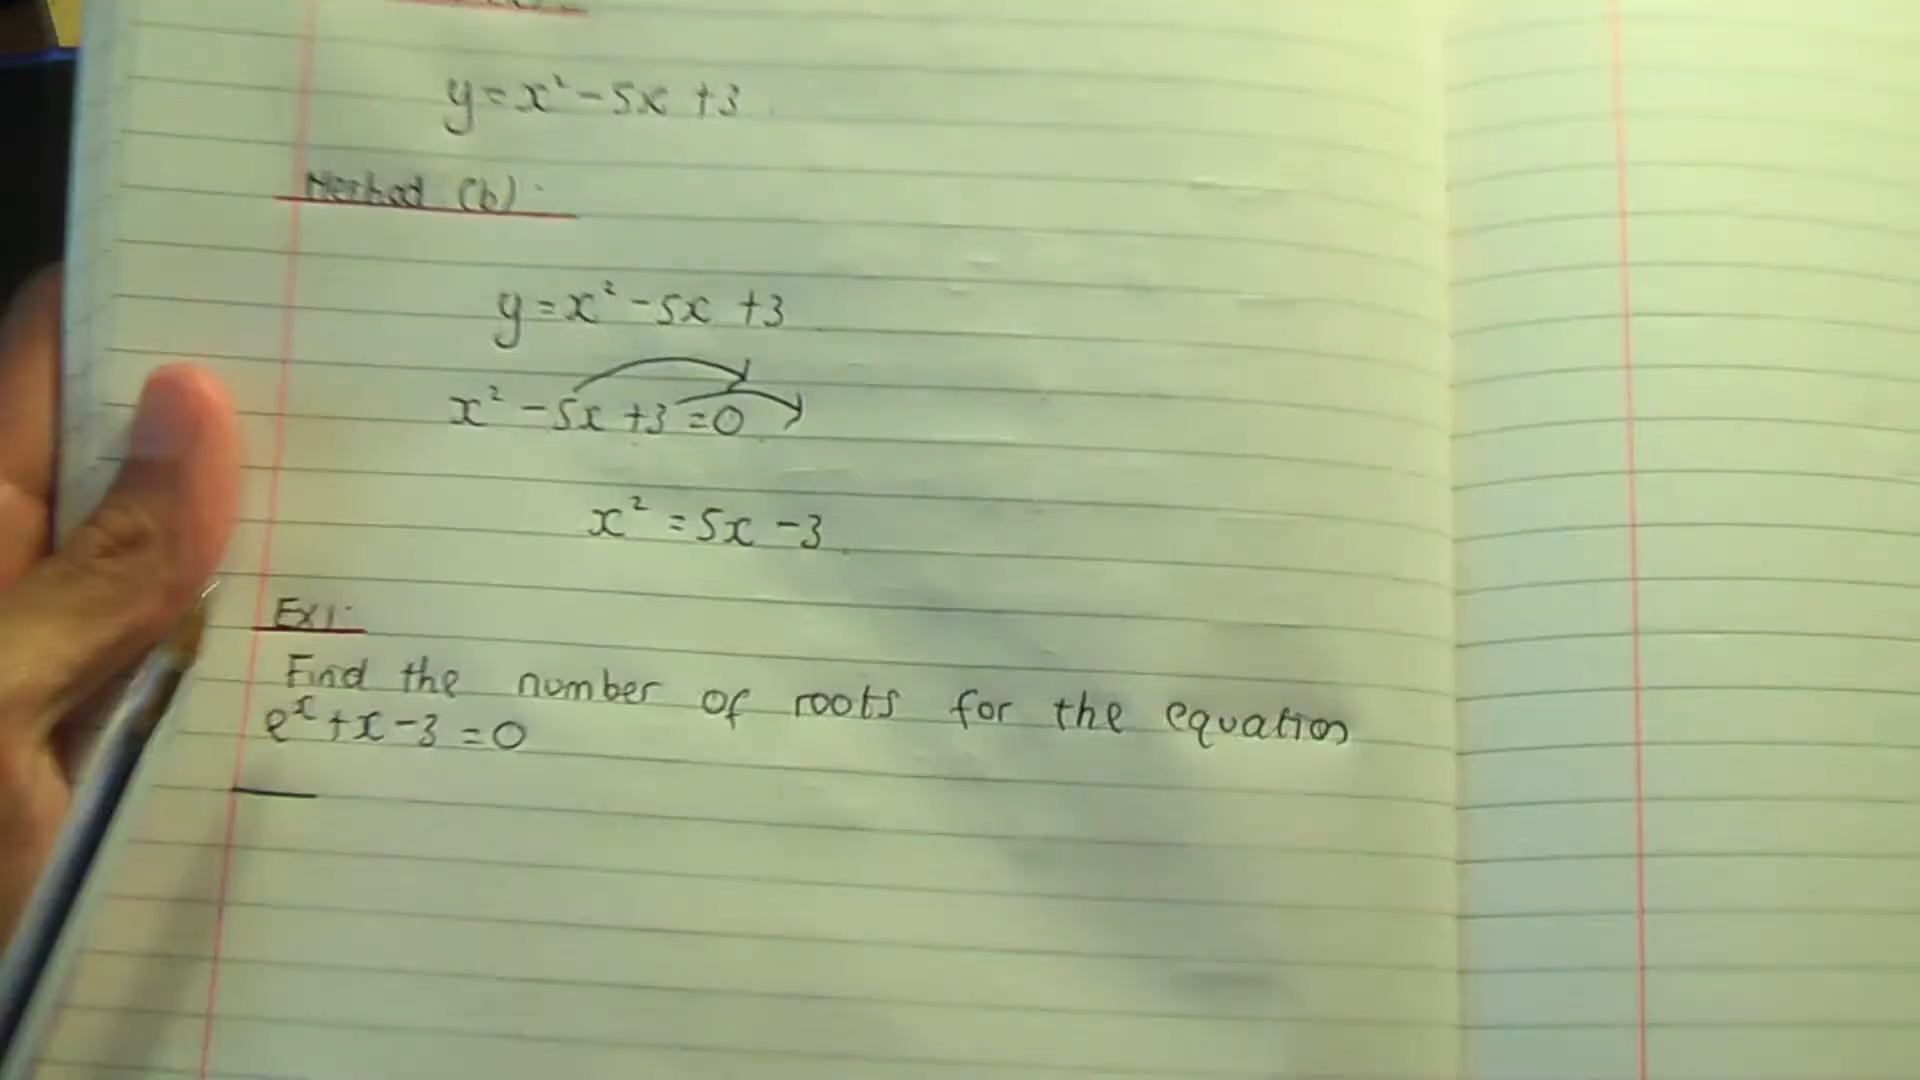 y = x² - 5x + 3
Method (b):
y = x² - 5x + 3
x² - 5x + 3 = 0
x² = 5x - 3
Ex1:
Find the number of roots for the equation
eˣ + x - 3 = 0